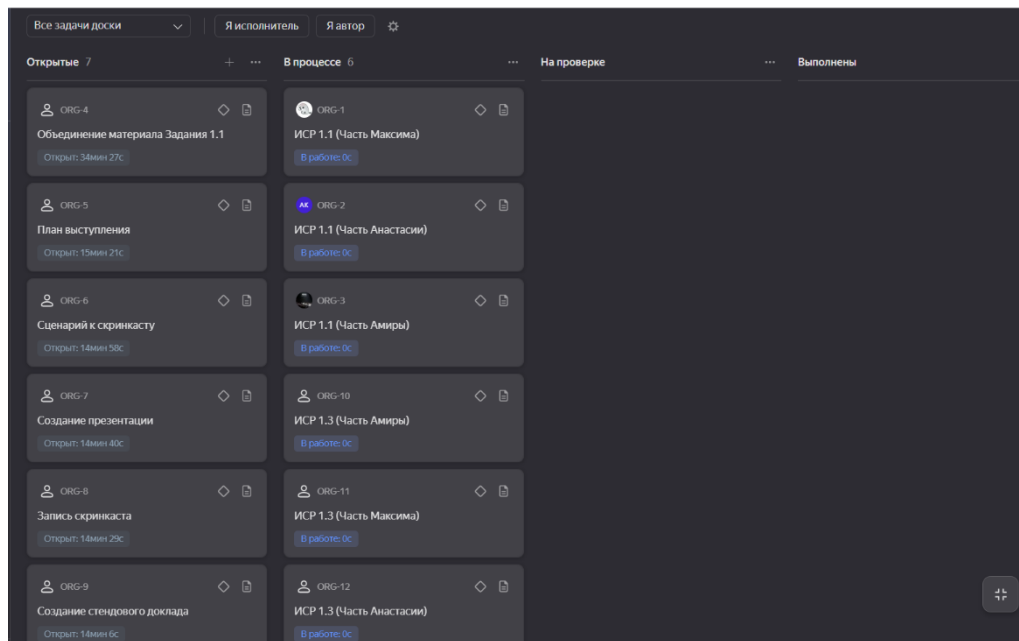 Все задачи доски
Я исполнитель
Я автор
Открытые 7
ORG-4
Объединение материала Задания 1.1
Открыт: 34мин 27с
ORG-5
План выступления
Открыт: 15мин 21с
ORG-6
Сценарий к скринкасту
Открыт: 14мин 58с
ORG-7
Создание презентации
Открыт: 14мин 40с
ORG-8
Запись скринкаста
Открыт: 14мин 29с
ORG-9
Создание стендового доклада
Открыт: 14мин 6с
В процессе 6
ORG-1
ИСР 1.1 (Часть Максима)
В работе: 0с
АК ORG-2
ИСР 1.1 (Часть Анастасии)
В работе: 0с
ORG-3
ИСР 1.1 (Часть Амиры)
В работе: 0с
ORG-10
ИСР 1.3 (Часть Амиры)
В работе: 0с
ORG-11
ИСР 1.3 (Часть Максима)
В работе: 0с
ORG-12
ИСР 1.3 (Часть Анастасии)
В работе: 0с
На проверке
Выполнены